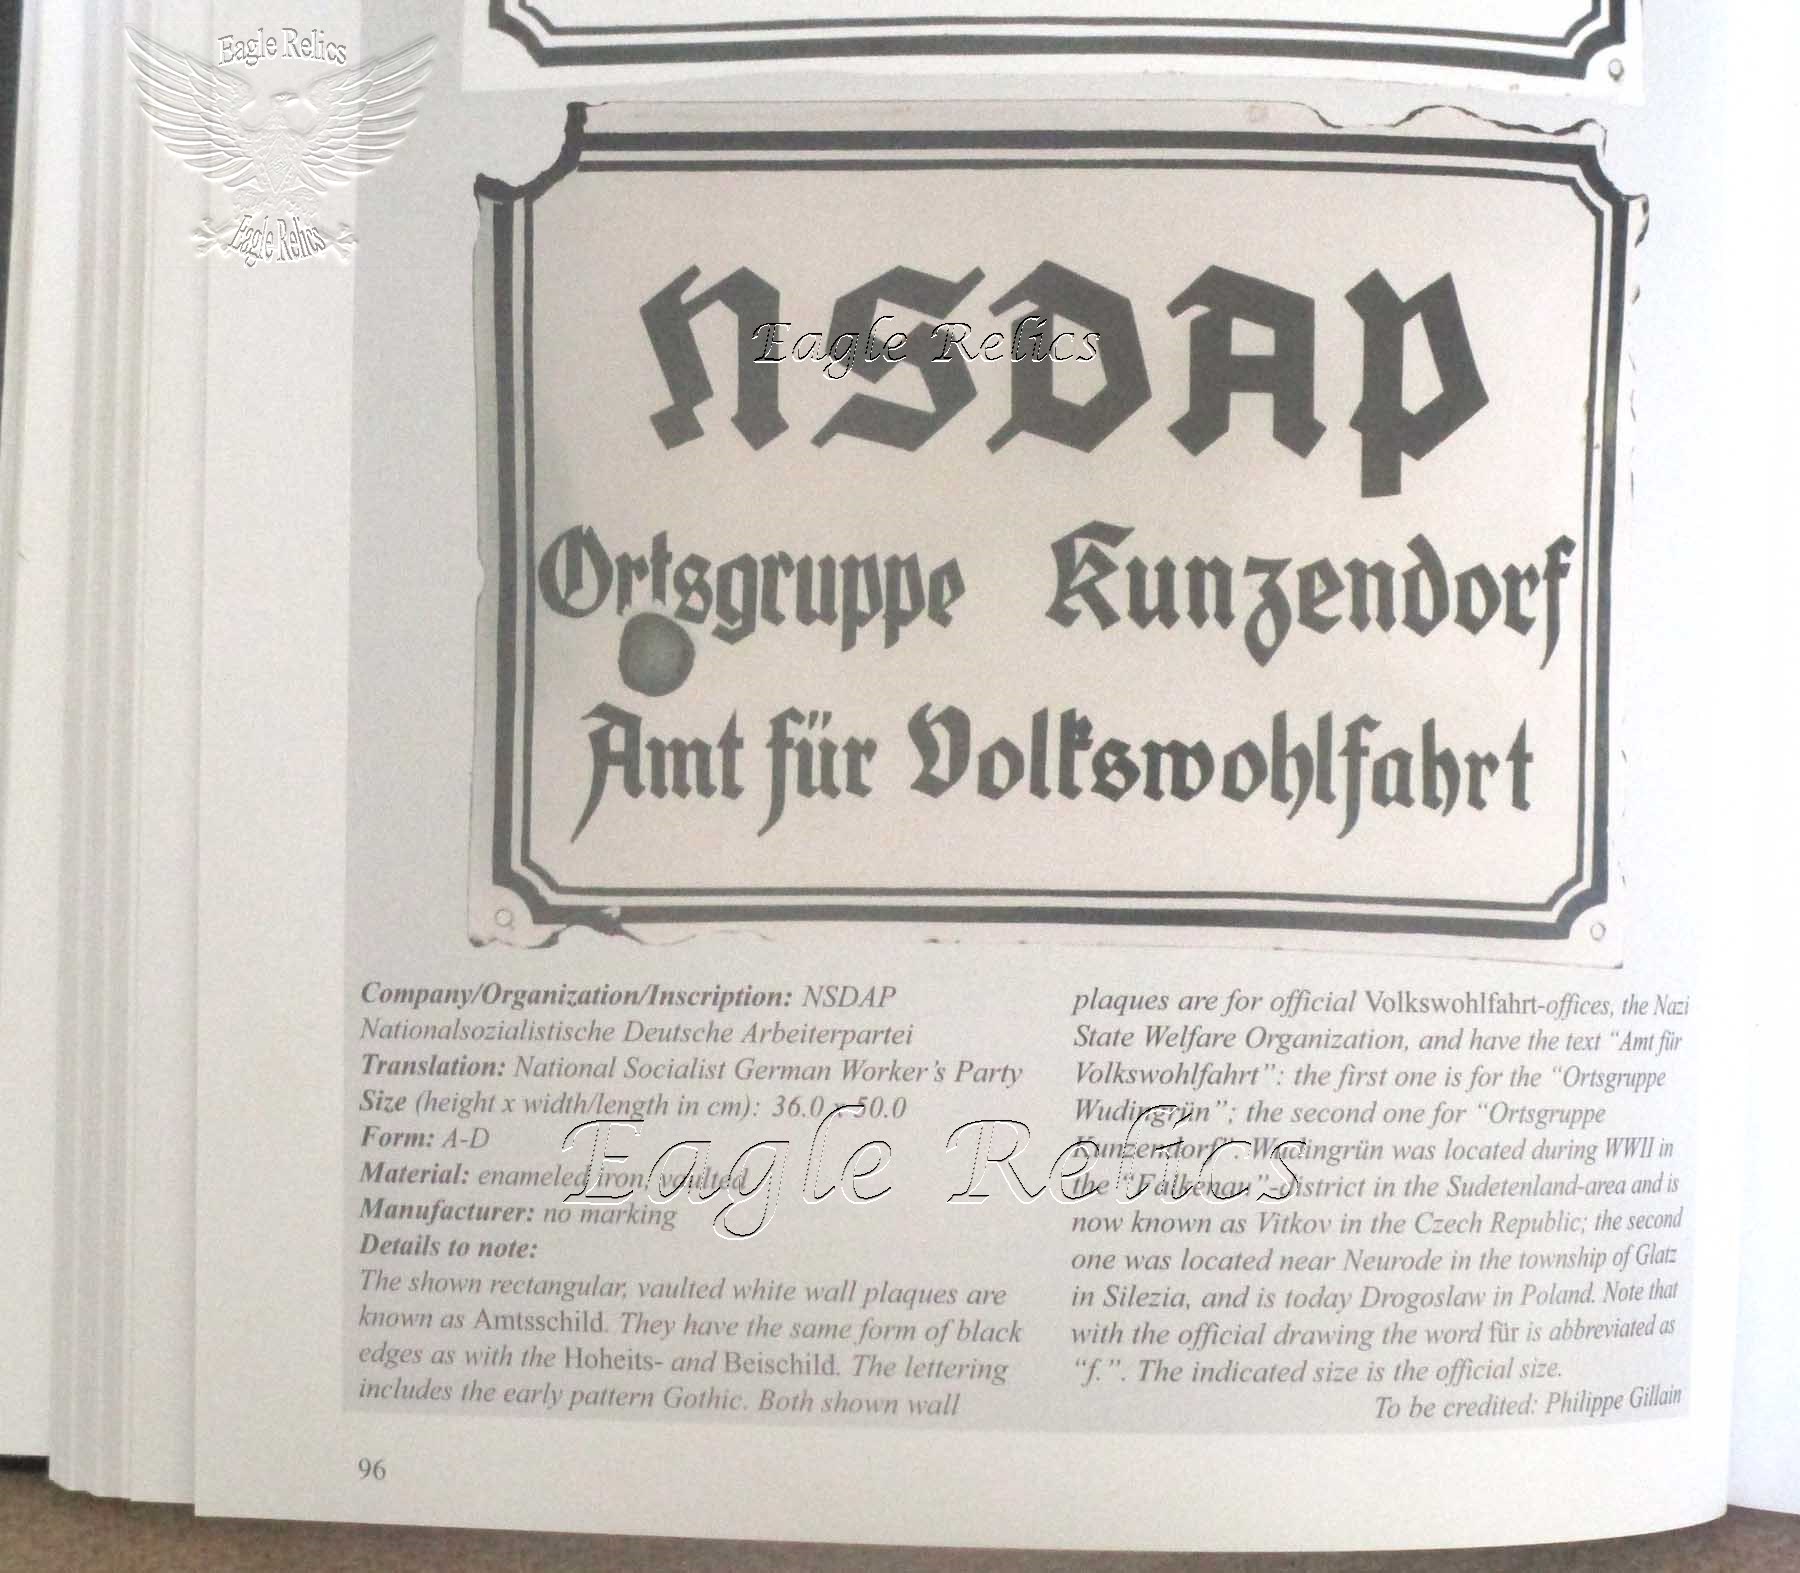 Eagle Relics
Eagle Relics
NSDAP
Eagle Relics
Ortsgruppe Kunzendorf
Amt für Volkswohlfahrt
Company/Organization/Inscription: NSDAP
Nationalsozialistische Deutsche Arbeiterpartei
Translation: National Socialist German Worker's Party
Size (height x width/length in cm): 36.0 x 50.0
Form: A-D
Material: enameled iron, vaulted
Manufacturer: no marking
Details to note:
The shown rectangular, vaulted white wall plaques are
known as Amtsschild. They have the same form of black
edges as with the Hoheits- and Beischild. The lettering
includes the early pattern Gothic. Both shown wall
plaques are for official Volkswohlfahrt-offices, the Nazi
State Welfare Organization, and have the text “Amt für
Volkswohlfahrt”: the first one is for the “Ortsgruppe
Wudingrün”; the second one for “Ortsgruppe
Kunzendorf”. Wudingrün was located during WWII in
the “Falkenau”-district in the Sudetenland-area and is
now known as Vitkov in the Czech Republic; the second
one was located near Neurode in the township of Glatz
in Silezia, and is today Drogoslaw in Poland. Note that
with the official drawing the word für is abbreviated as
“f.”. The indicated size is the official size.
To be credited: Philippe Gillain
Eagle Relics
96